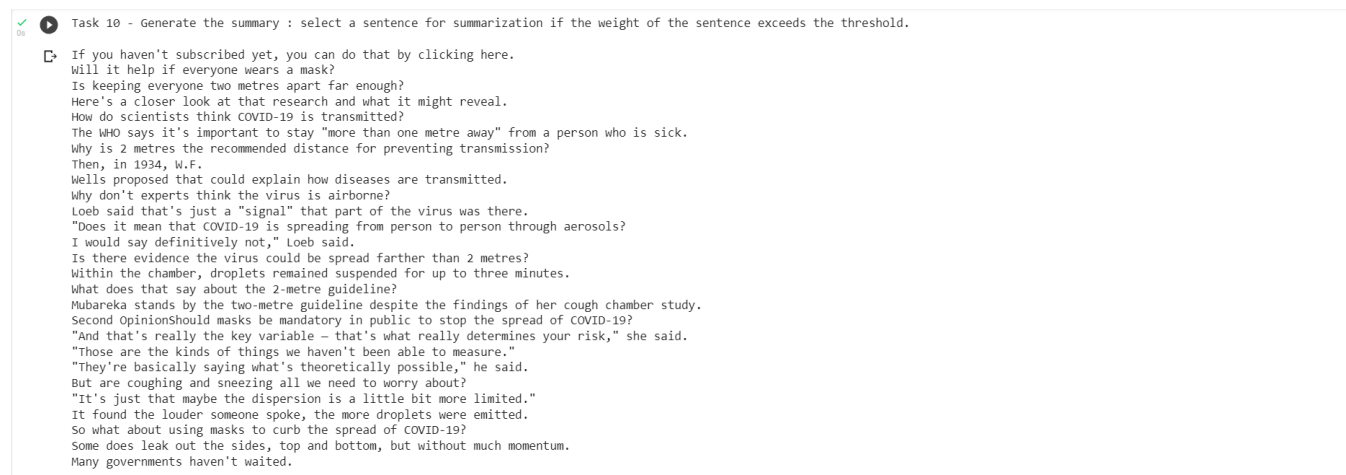 Task 10 - Generate the summary : select a sentence for summarization if the weight of the sentence exceeds the threshold.
0s
If you haven't subscribed yet, you can do that by clicking here.
Will it help if everyone wears a mask?
Is keeping everyone two metres apart far enough?
Here's a closer look at that research and what it might reveal.
How do scientists think COVID-19 is transmitted?
The WHO says it's important to stay "more than one metre away" from a person who is sick.
Why is 2 metres the recommended distance for preventing transmission?
Then, in 1934, W.F.
Wells proposed that could explain how diseases are transmitted.
Why don't experts think the virus is airborne?
Loeb said that's just a "signal" that part of the virus was there.
"Does it mean that COVID-19 is spreading from person to person through aerosols?
I would say definitively not," Loeb said.
Is there evidence the virus could be spread farther than 2 metres?
Within the chamber, droplets remained suspended for up to three minutes.
What does that say about the 2-metre guideline?
Mubareka stands by the two-metre guideline despite the findings of her cough chamber study.
Second OpinionShould masks be mandatory in public to stop the spread of COVID-19?
"And that's really the key variable — that's what really determines your risk," she said.
"Those are the kinds of things we haven't been able to measure."
"They're basically saying what's theoretically possible," he said.
But are coughing and sneezing all we need to worry about?
"It's just that maybe the dispersion is a little bit more limited."
It found the louder someone spoke, the more droplets were emitted.
So what about using masks to curb the spread of COVID-19?
Some does leak out the sides, top and bottom, but without much momentum.
Many governments haven't waited.